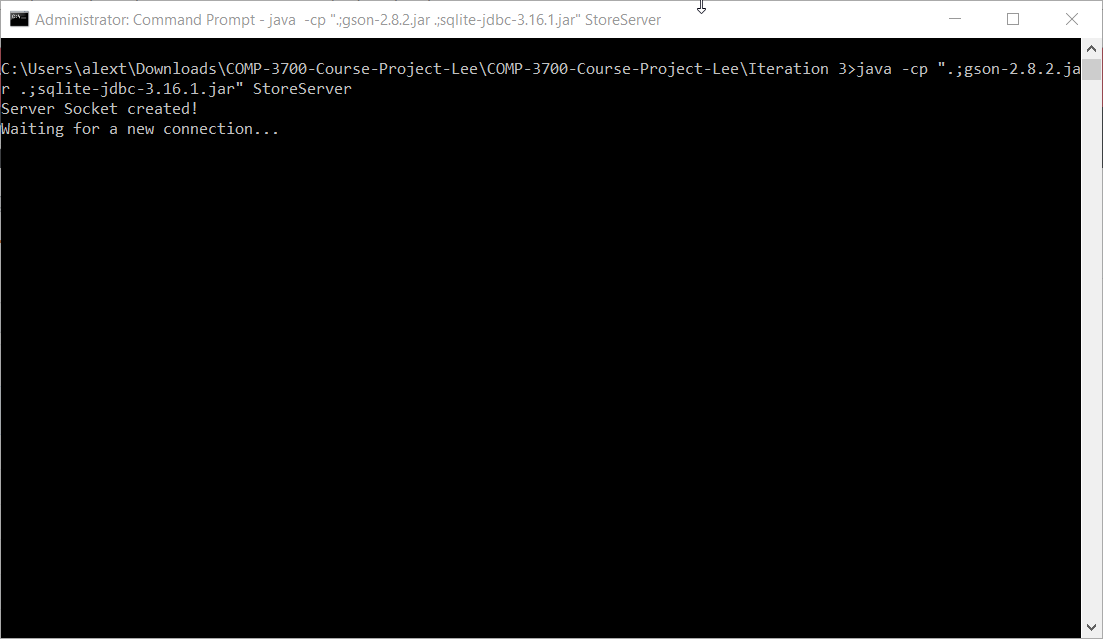 Administrator: Command Prompt - java  -cp ".;gson-2.8.2.jar .;sqlite-jdbc-3.16.1.jar" StoreServer
C:\Users\alext\Downloads\COMP-3700-Course-Project-Lee\COMP-3700-Course-Project-Lee\Iteration 3>java -cp ".;gson-2.8.2.ja
r .;sqlite-jdbc-3.16.1.jar" StoreServer
Server Socket created!
Waiting for a new connection...